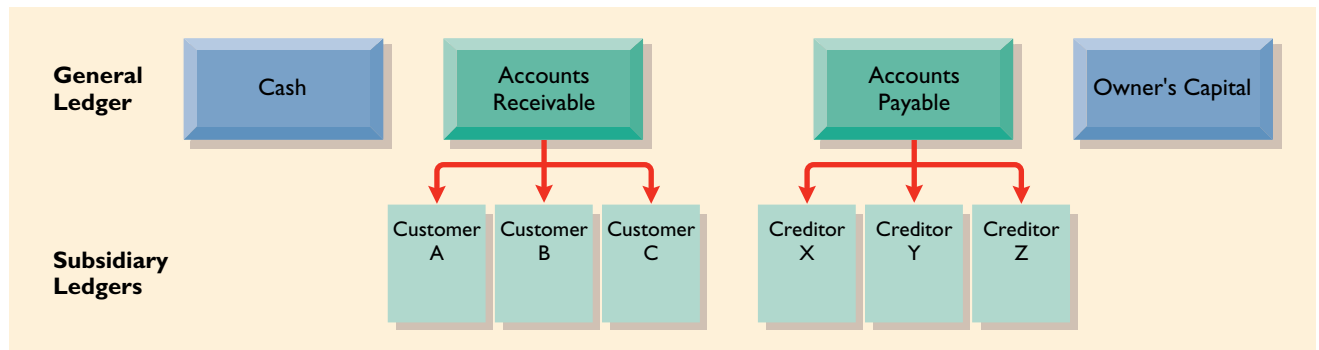 General
Ledger
Cash
Accounts
Receivable
Accounts
Payable
Owner's Capital
Subsidiary
Ledgers
Customer
A
Customer
B
Customer
C
Creditor
X
Creditor
Y
Creditor
Z